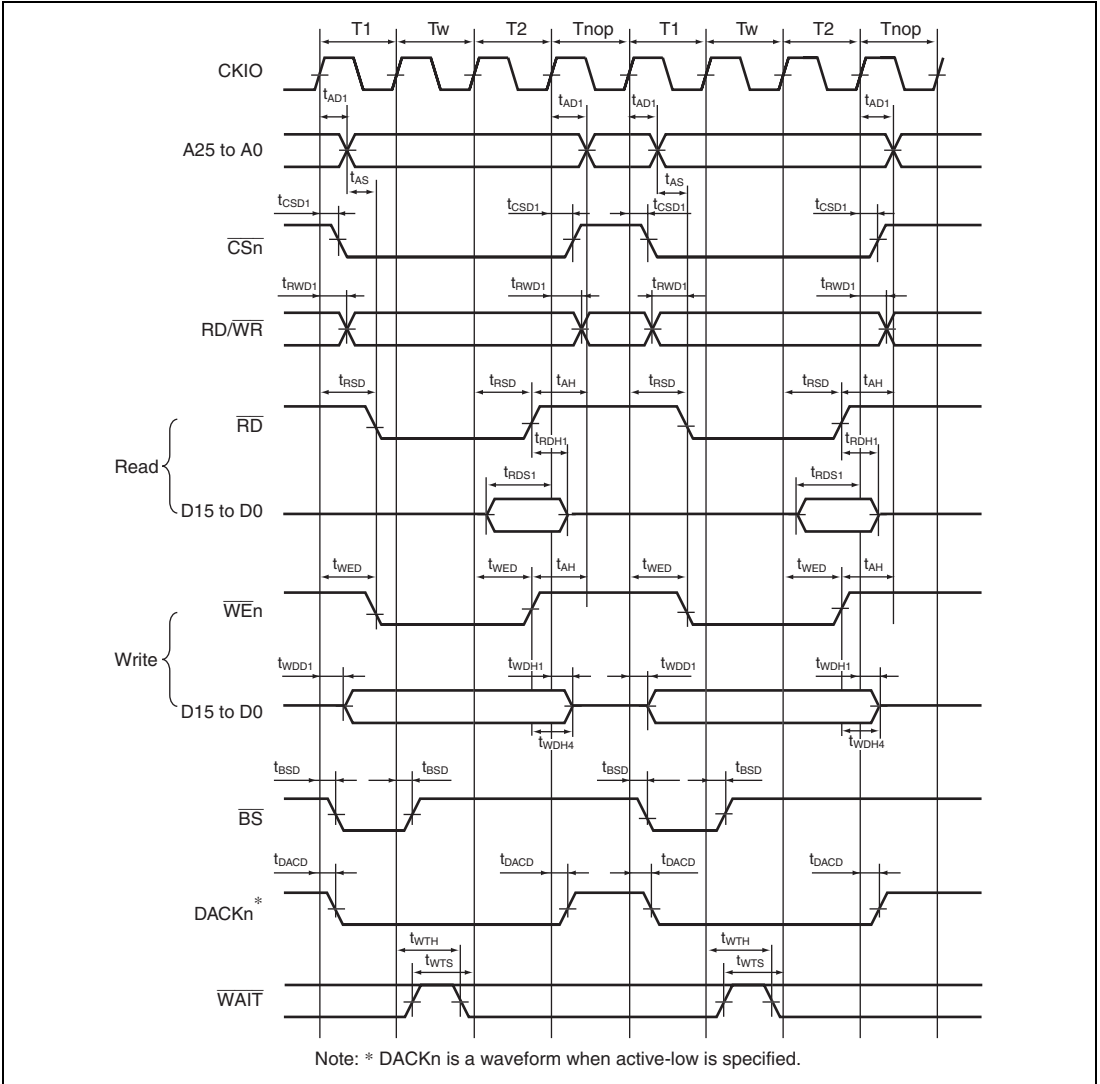 T1 Tw T2 Tnop T1 Tw T2 Tnop
CKIO
tAD1 tAD1 tAD1 tAD1
A25 to A0
tAS tAS
tCSD1 tCSD1 tCSD1 tCSD1
CSn
tRWD1 tRWD1 tRWD1 tRWD1
RD/WR
tRSD tRSD tAH tRSD tRSD tAH
RD
tRDH1 tRDH1
Read
tRDS1 tRDS1
D15 to D0
tWED tWED tAH tWED tWED tAH
WEn
Write
tWDD1 tWDH1 tWDD1 tWDH1
D15 to D0
tWDH4 tWDH4
tBSD tBSD tBSD tBSD
BS
tDACD tDACD tDACD tDACD
DACKn*
tWTH tWTH
tWTS tWTS
WAIT
Note: * DACKn is a waveform when active-low is specified.